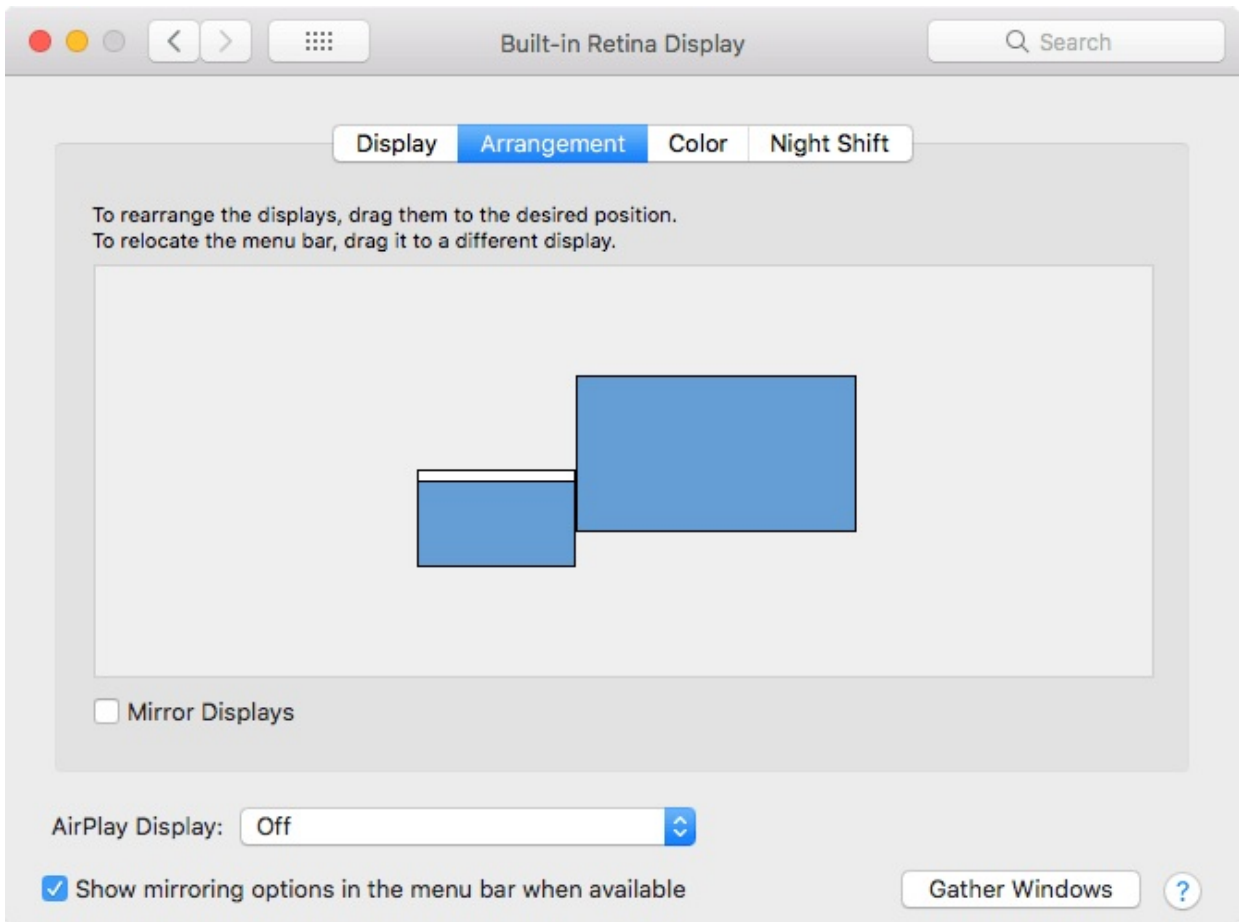 Built-in Retina Display
Search
Display Arrangement Color Night Shift
To rearrange the displays, drag them to the desired position.
To relocate the menu bar, drag it to a different display.
Mirror Displays
AirPlay Display: Off
Show mirroring options in the menu bar when available
Gather Windows ?